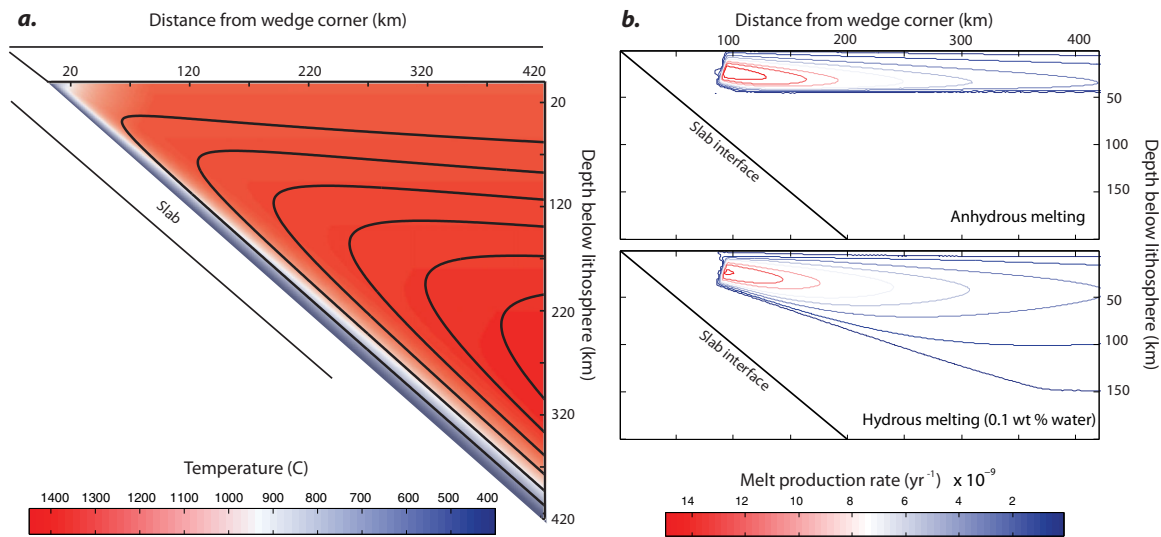 a.
Distance from wedge corner (km)
20 120 220 320 420
20
120
220
320
420
Depth below lithosphere (km)
Slab
Temperature (C)
1400 1300 1200 1100 1000 900 800 700 600 500 400
b.
Distance from wedge corner (km)
100 200 300 400
50
100
150
Slab interface
Anhydrous melting
Depth below lithosphere (km)
50
100
150
Slab interface
Hydrous melting (0.1 wt % water)
Melt production rate (yr⁻¹) x 10⁻⁹
14 12 10 8 6 4 2